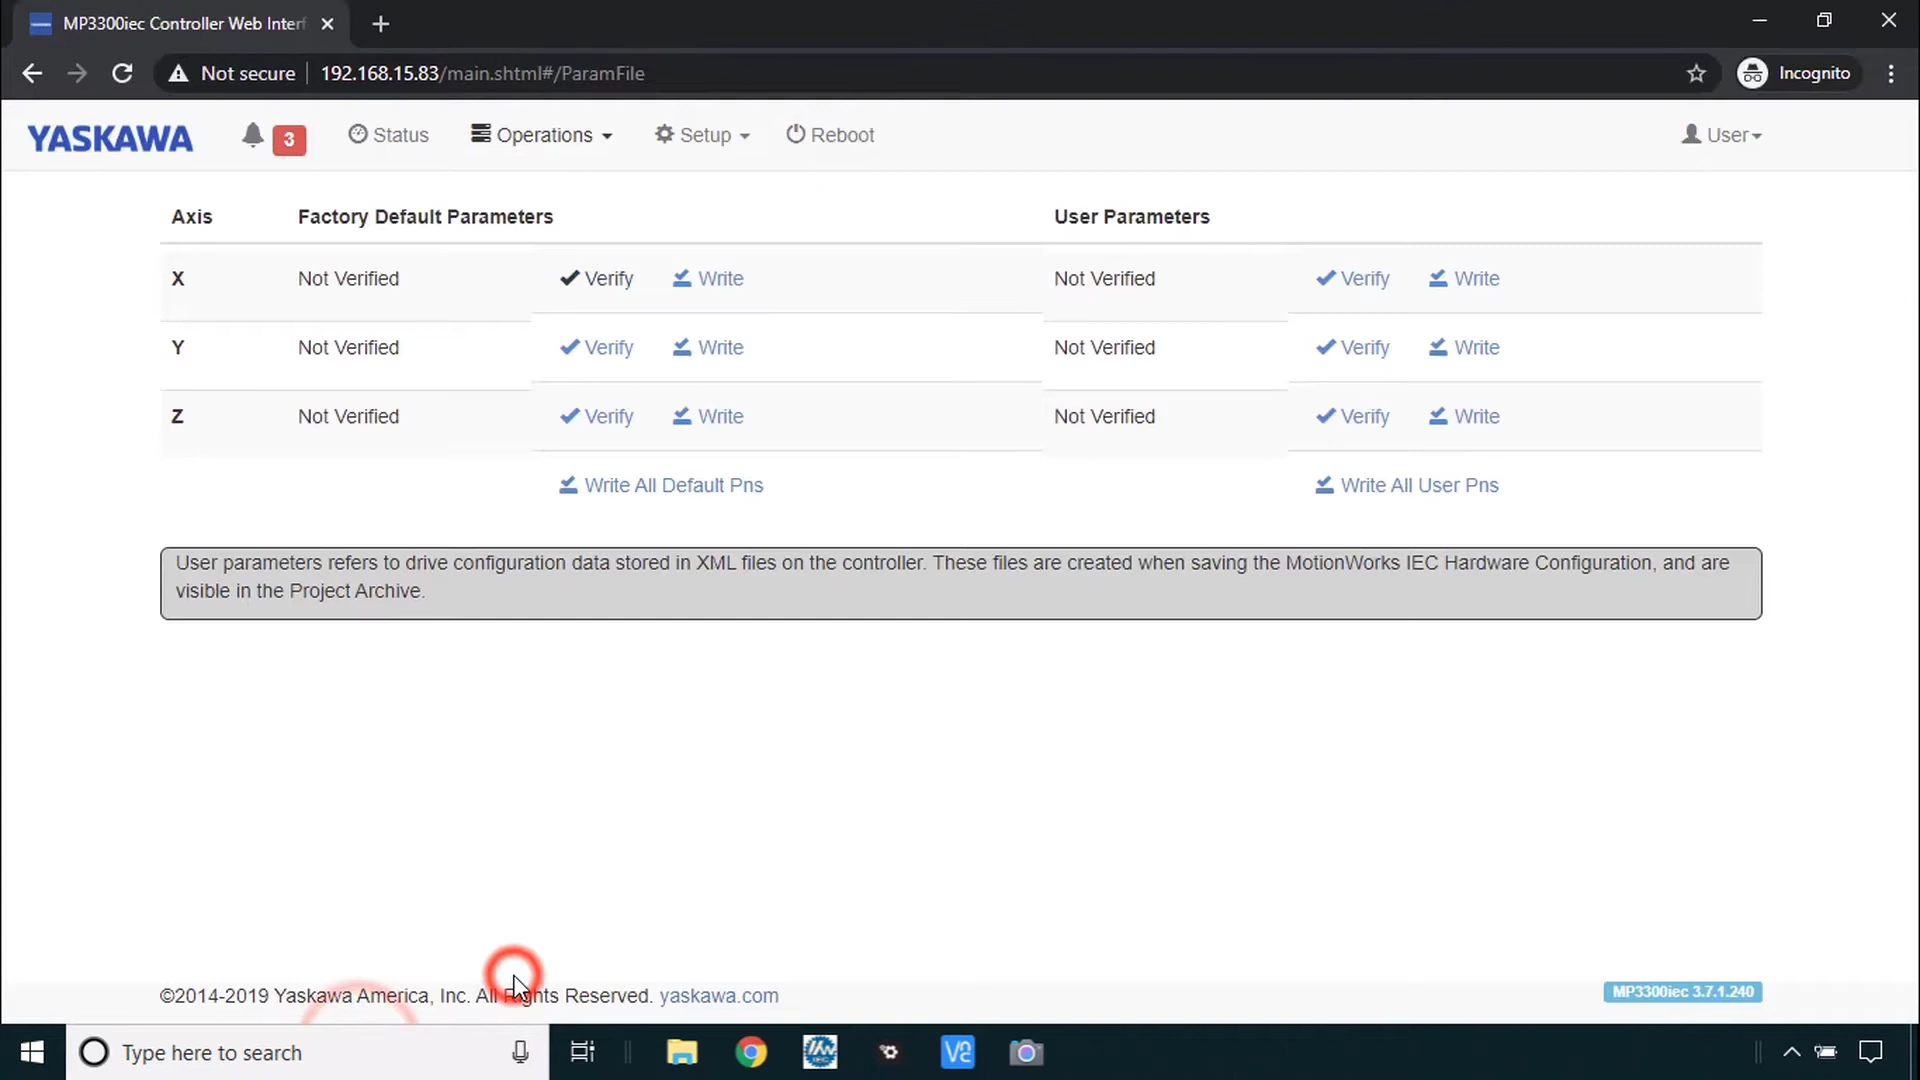 MP3300iec Controller Web Interf
Not secure 192.168.15.83/main.shtml#/ParamFile Incognito
YASKAWA 3 Status Operations Setup Reboot User
Axis Factory Default Parameters User Parameters
X Not Verified Verify Write Not Verified Verify Write
Y Not Verified Verify Write Not Verified Verify Write
Z Not Verified Verify Write Not Verified Verify Write
Write All Default Pns Write All User Pns
User parameters refers to drive configuration data stored in XML files on the controller. These files are created when saving the MotionWorks IEC Hardware Configuration, and are
visible in the Project Archive.
©2014-2019 Yaskawa America, Inc. All Rights Reserved. yaskawa.com MP3300iec 3.7.1.240
Type here to search